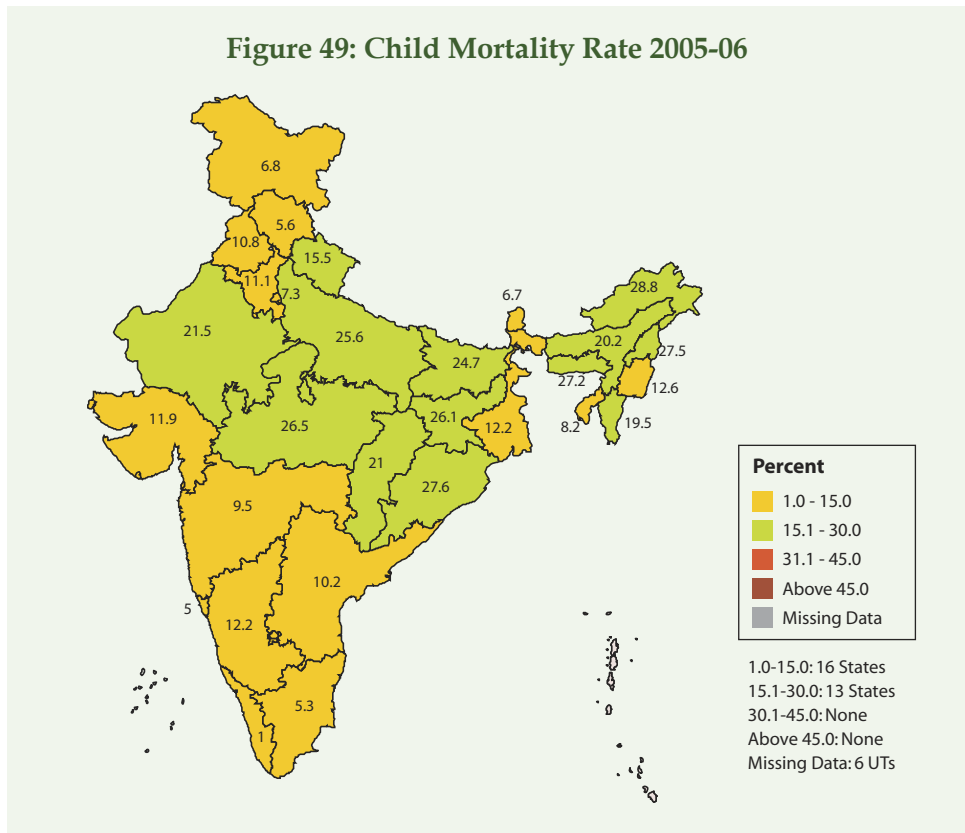 Figure 49: Child Mortality Rate 2005-06
6.8
5.6
10.8
15.5
11.1
7.3
6.7
28.8
21.5
25.6
20.2
24.7
27.5
27.2
12.6
11.9
26.5
26.1
12.2
8.2
19.5
21
27.6
9.5
10.2
5
12.2
5.3
1
Percent
1.0 - 15.0
15.1 - 30.0
31.1 - 45.0
Above 45.0
Missing Data
1.0-15.0: 16 States
15.1-30.0: 13 States
30.1-45.0: None
Above 45.0: None
Missing Data: 6 UTs